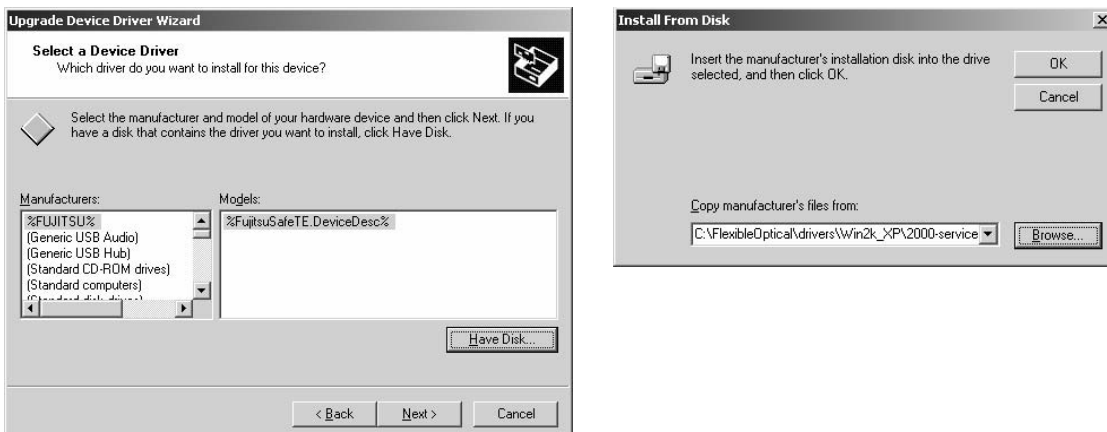 Upgrade Device Driver Wizard
Select a Device Driver
Which driver do you want to install for this device?
Select the manufacturer and model of your hardware device and then click Next. If you
have a disk that contains the driver you want to install, click Have Disk.
Manufacturers:
%FUJITSU%
(Generic USB Audio)
(Generic USB Hub)
(Standard CD-ROM drives)
(Standard computers)
Models:
%FujitsuSafeTE.DeviceDesc%
Have Disk...
< Back
Next >
Cancel
Install From Disk
Insert the manufacturer's installation disk into the drive
selected, and then click OK.
OK
Cancel
Copy manufacturer's files from:
C:\FlexibleOptical\drivers\Win2k_XP\2000-service
Browse...